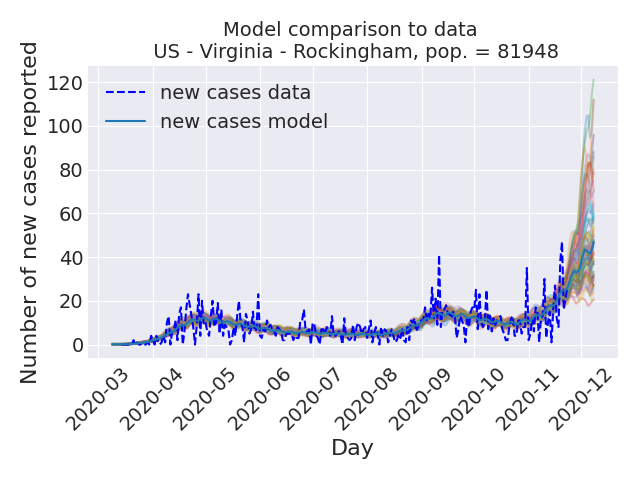 Model comparison to data
US - Virginia - Rockingham, pop. = 81948
Number of new cases reported
120
100
80
60
40
20
0
new cases data
new cases model
2020-03
2020-04
2020-05
2020-06
2020-07
2020-08
2020-09
2020-10
2020-11
2020-12
Day